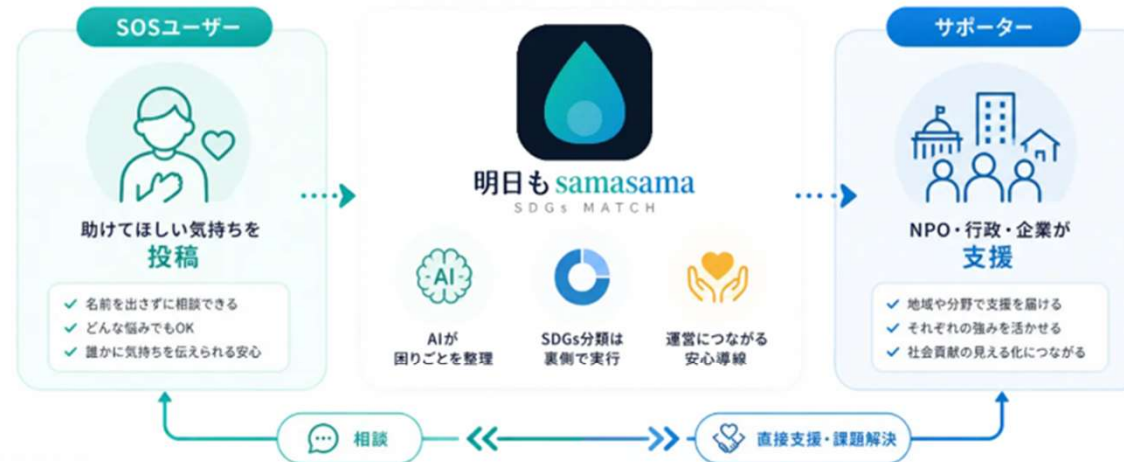 SOSユーザー
助けてほしい気持ちを
投稿
名前を出さずに相談できる
どんな悩みでもOK
誰かに気持ちを伝えられる安心
明日も samasama
SDGs MATCH
AI
AIが
困りごとを整理
SDGs分類は
裏側で実行
運営につながる
安心導線
サポーター
NPO・行政・企業が
支援
地域や分野で支援を届ける
それぞれの強みを活かせる
社会貢献の見える化につながる
相談
直接支援・課題解決